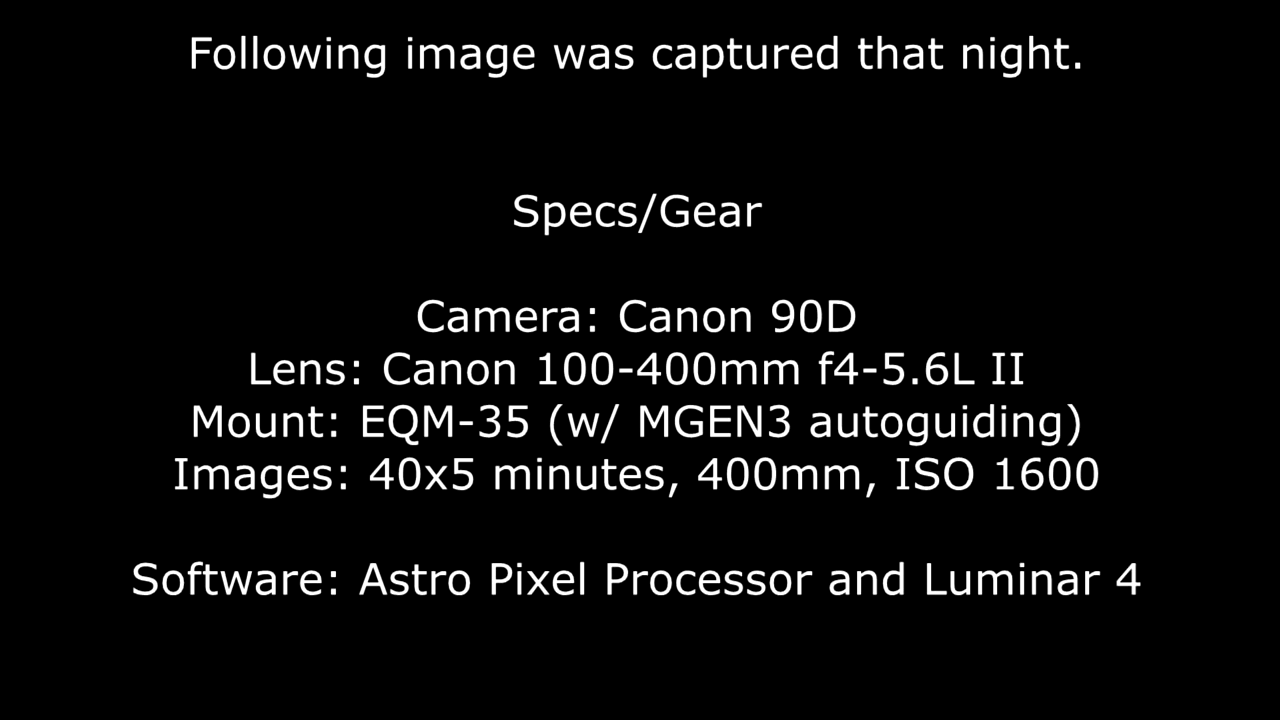 Following image was captured that night.
Specs/Gear
Camera: Canon 90D
Lens: Canon 100-400mm f4-5.6L II
Mount: EQM-35 (w/ MGEN3 autoguiding)
Images: 40x5 minutes, 400mm, ISO 1600
Software: Astro Pixel Processor and Luminar 4